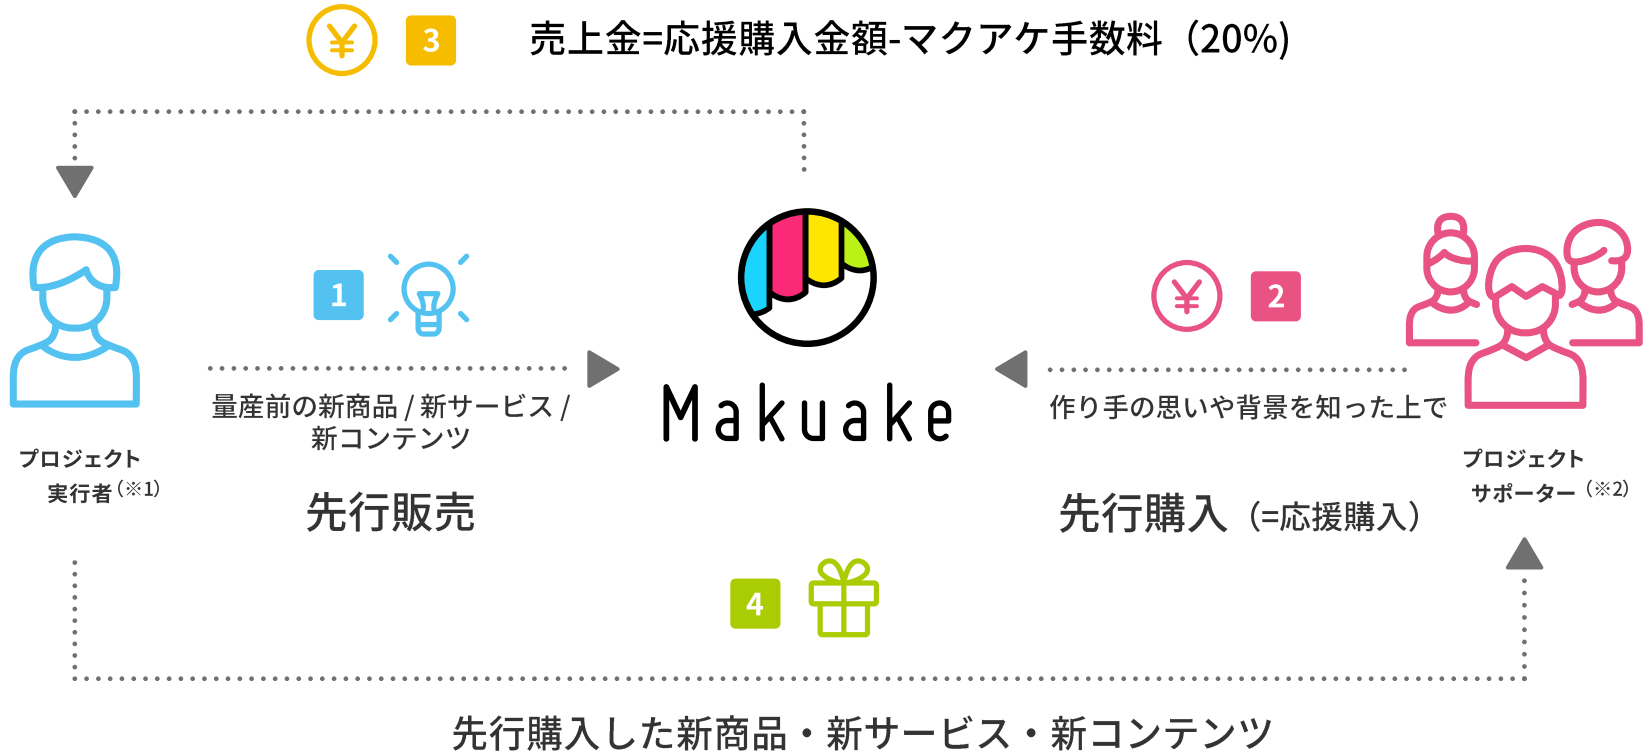 ¥ 3 売上金=応援購入金額-マクアケ手数料（20%）
1
¥ 2
量産前の新商品 / 新サービス /
新コンテンツ
Makuake
作り手の思いや背景を知った上で
プロジェクト
実行者（※1）
先行販売
先行購入（=応援購入）
プロジェクト
サポーター（※2）
4
先行購入した新商品・新サービス・新コンテンツ